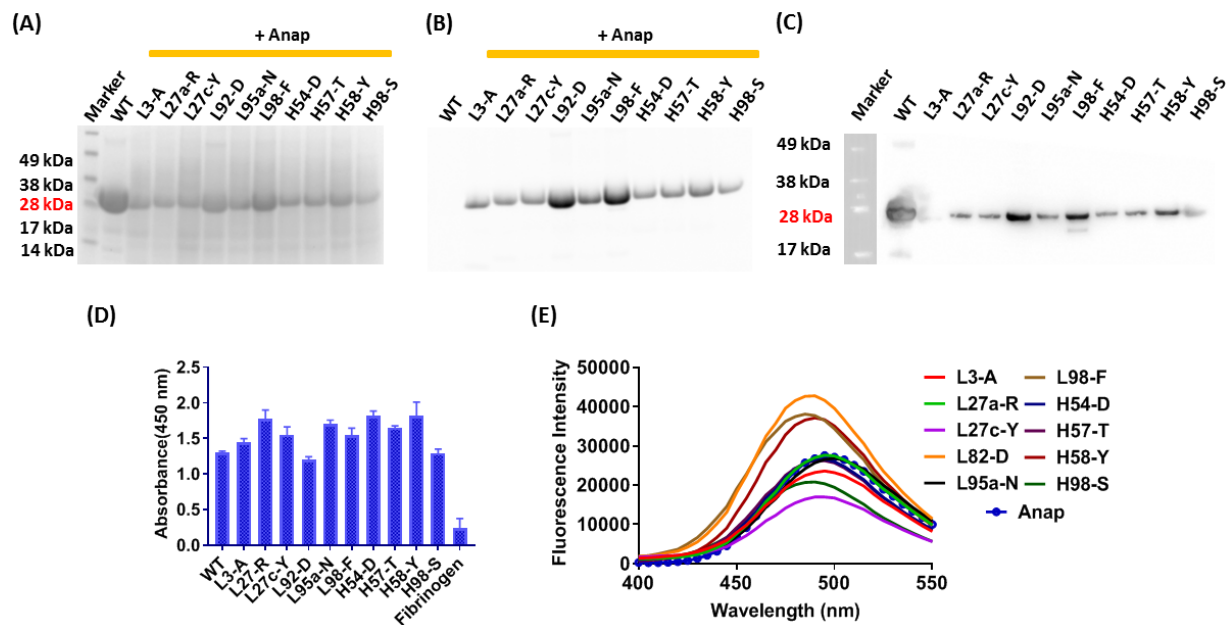 (A)
+ Anap
Marker
WT
L3-A
L27a-R
L27c-Y
L92-D
L95a-N
L98-F
H54-D
H57-T
H58-Y
H98-S
49 kDa
38 kDa
28 kDa
17 kDa
14 kDa
(B)
+ Anap
WT
L3-A
L27a-R
L27c-Y
L92-D
L95a-N
L98-F
H54-D
H57-T
H58-Y
H98-S
(C)
Marker
WT
L3-A
L27a-R
L27c-Y
L92-D
L95a-N
L98-F
H54-D
H57-T
H58-Y
H98-S
49 kDa
38 kDa
28 kDa
17 kDa
(D)
Absorbance(450 nm)
2.5
2.0
1.5
1.0
0.5
0.0
WT
L3-A
L27-R
L27c-Y
L92-D
L95a-N
L98-F
H54-D
H57-T
H58-Y
H98-S
Fibrinogen
(E)
Fluorescence Intensity
50000
40000
30000
20000
10000
0
400
450
500
550
Wavelength (nm)
L3-A
L27a-R
L27c-Y
L82-D
L95a-N
L98-F
H54-D
H57-T
H58-Y
H98-S
Anap